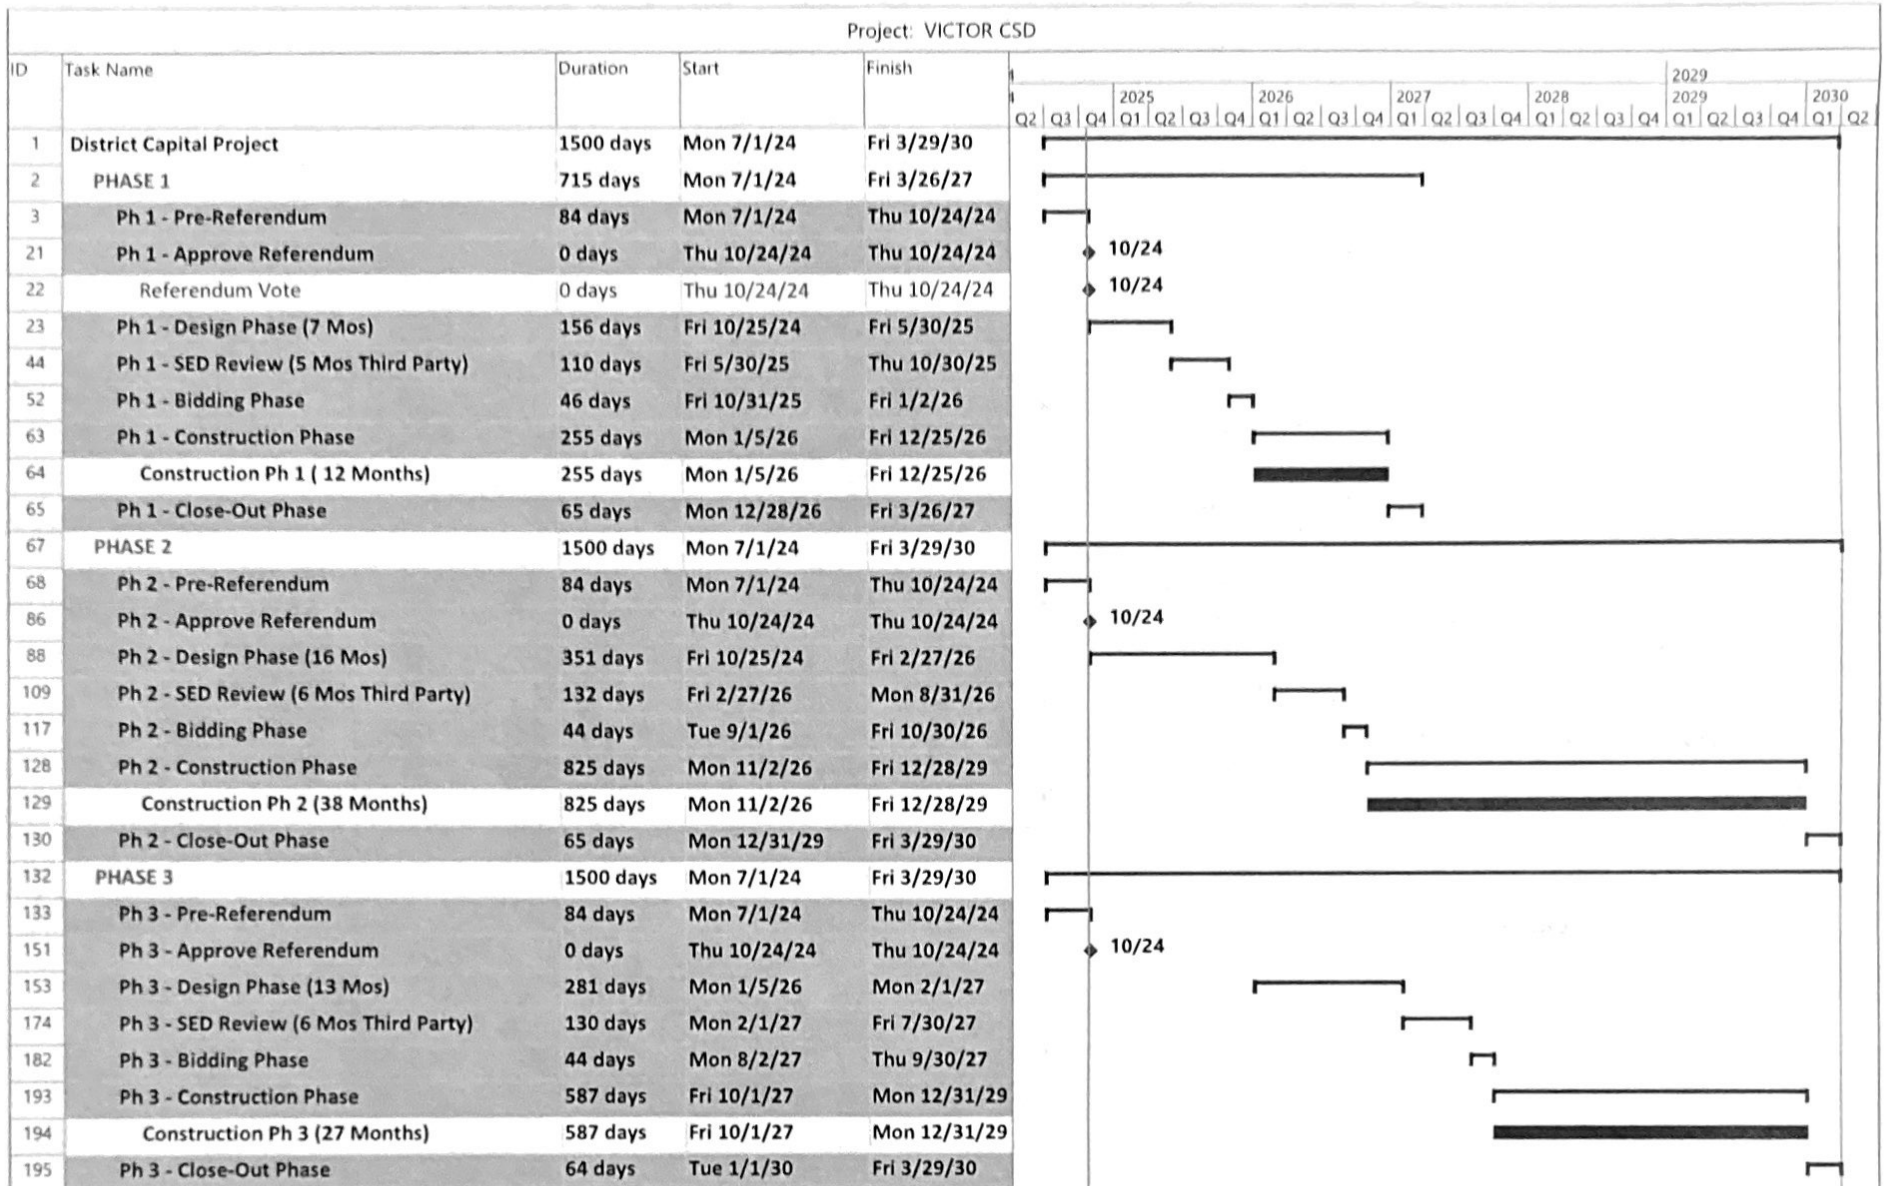 Project: VICTOR CSD
ID Task Name Duration Start Finish
2029
2025 2026 2027 2028 2029 2030
Q2 Q3 Q4 Q1 Q2 Q3 Q4 Q1 Q2 Q3 Q4 Q1 Q2 Q3 Q4 Q1 Q2 Q3 Q4 Q1 Q2 Q3 Q4 Q1 Q2
1 District Capital Project 1500 days Mon 7/1/24 Fri 3/29/30
2 PHASE 1 715 days Mon 7/1/24 Fri 3/26/27
3 Ph 1 - Pre-Referendum 84 days Mon 7/1/24 Thu 10/24/24
21 Ph 1 - Approve Referendum 0 days Thu 10/24/24 Thu 10/24/24 10/24
22 Referendum Vote 0 days Thu 10/24/24 Thu 10/24/24 10/24
23 Ph 1 - Design Phase (7 Mos) 156 days Fri 10/25/24 Fri 5/30/25
44 Ph 1 - SED Review (5 Mos Third Party) 110 days Fri 5/30/25 Thu 10/30/25
52 Ph 1 - Bidding Phase 46 days Fri 10/31/25 Fri 1/2/26
63 Ph 1 - Construction Phase 255 days Mon 1/5/26 Fri 12/25/26
64 Construction Ph 1 ( 12 Months) 255 days Mon 1/5/26 Fri 12/25/26
65 Ph 1 - Close-Out Phase 65 days Mon 12/28/26 Fri 3/26/27
67 PHASE 2 1500 days Mon 7/1/24 Fri 3/29/30
68 Ph 2 - Pre-Referendum 84 days Mon 7/1/24 Thu 10/24/24
86 Ph 2 - Approve Referendum 0 days Thu 10/24/24 Thu 10/24/24 10/24
88 Ph 2 - Design Phase (16 Mos) 351 days Fri 10/25/24 Fri 2/27/26
109 Ph 2 - SED Review (6 Mos Third Party) 132 days Fri 2/27/26 Mon 8/31/26
117 Ph 2 - Bidding Phase 44 days Tue 9/1/26 Fri 10/30/26
128 Ph 2 - Construction Phase 825 days Mon 11/2/26 Fri 12/28/29
129 Construction Ph 2 (38 Months) 825 days Mon 11/2/26 Fri 12/28/29
130 Ph 2 - Close-Out Phase 65 days Mon 12/31/29 Fri 3/29/30
132 PHASE 3 1500 days Mon 7/1/24 Fri 3/29/30
133 Ph 3 - Pre-Referendum 84 days Mon 7/1/24 Thu 10/24/24
151 Ph 3 - Approve Referendum 0 days Thu 10/24/24 Thu 10/24/24 10/24
153 Ph 3 - Design Phase (13 Mos) 281 days Mon 1/5/26 Mon 2/1/27
174 Ph 3 - SED Review (6 Mos Third Party) 130 days Mon 2/1/27 Fri 7/30/27
182 Ph 3 - Bidding Phase 44 days Mon 8/2/27 Thu 9/30/27
193 Ph 3 - Construction Phase 587 days Fri 10/1/27 Mon 12/31/29
194 Construction Ph 3 (27 Months) 587 days Fri 10/1/27 Mon 12/31/29
195 Ph 3 - Close-Out Phase 64 days Tue 1/1/30 Fri 3/29/30